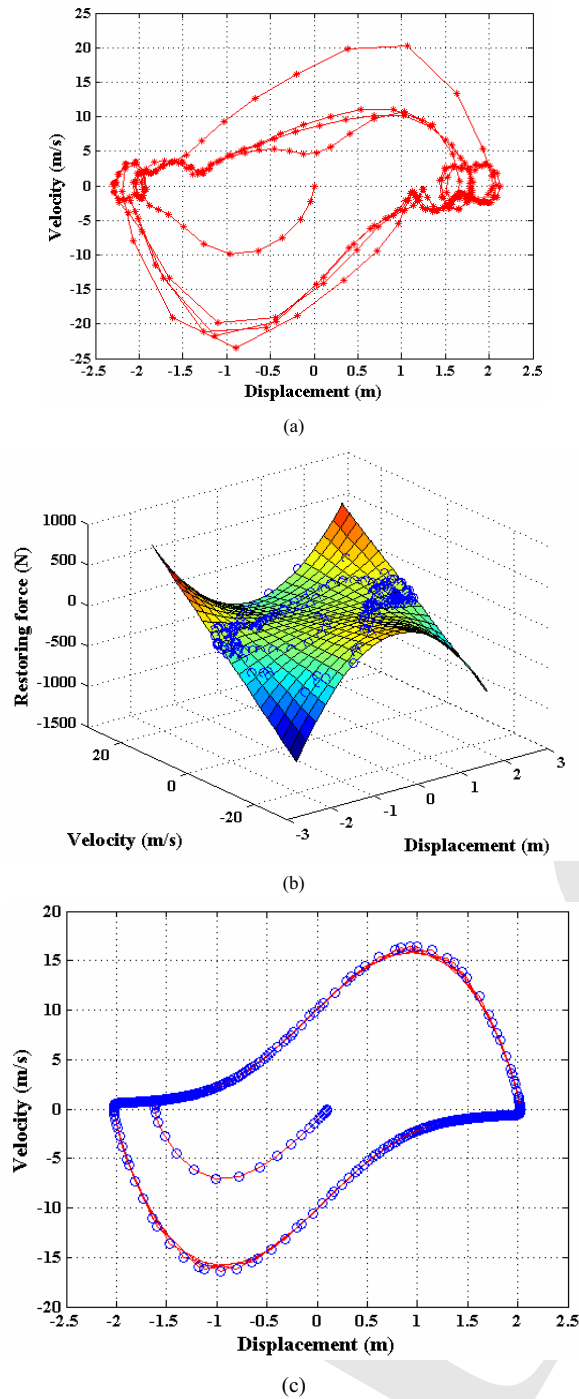 25
20
15
10
5
0
-5
-10
-15
-20
-25
Velocity (m/s)
-2.5 -2 -1.5 -1 -0.5 0 0.5 1 1.5 2 2.5
Displacement (m)
(a)
1000
500
0
-500
-1000
-1500
Restoring force (N)
20
0
-20
Velocity (m/s)
-3 -2 -1 0 1 2 3
Displacement (m)
(b)
20
15
10
5
0
-5
-10
-15
-20
Velocity (m/s)
-2.5 -2 -1.5 -1 -0.5 0 0.5 1 1.5 2 2.5
Displacement (m)
(c)